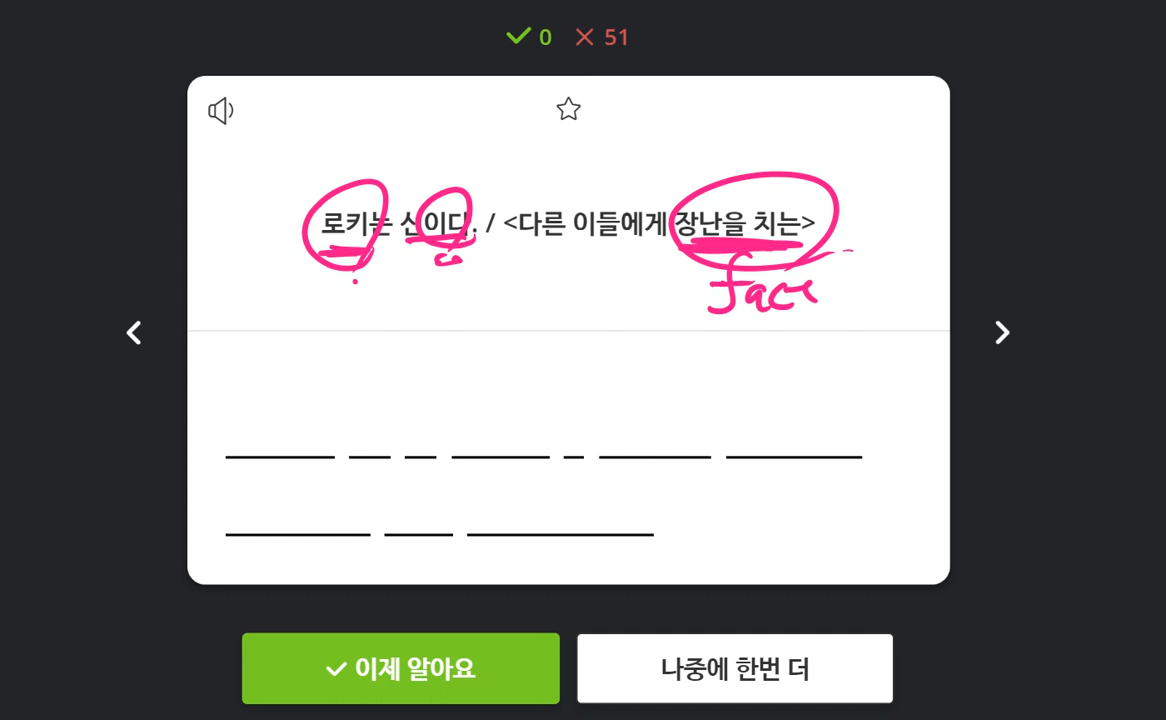 0 51
로키는 신이다. / <다른 이들에게 장난을 치는>
face
이제 알아요 나중에 한번 더